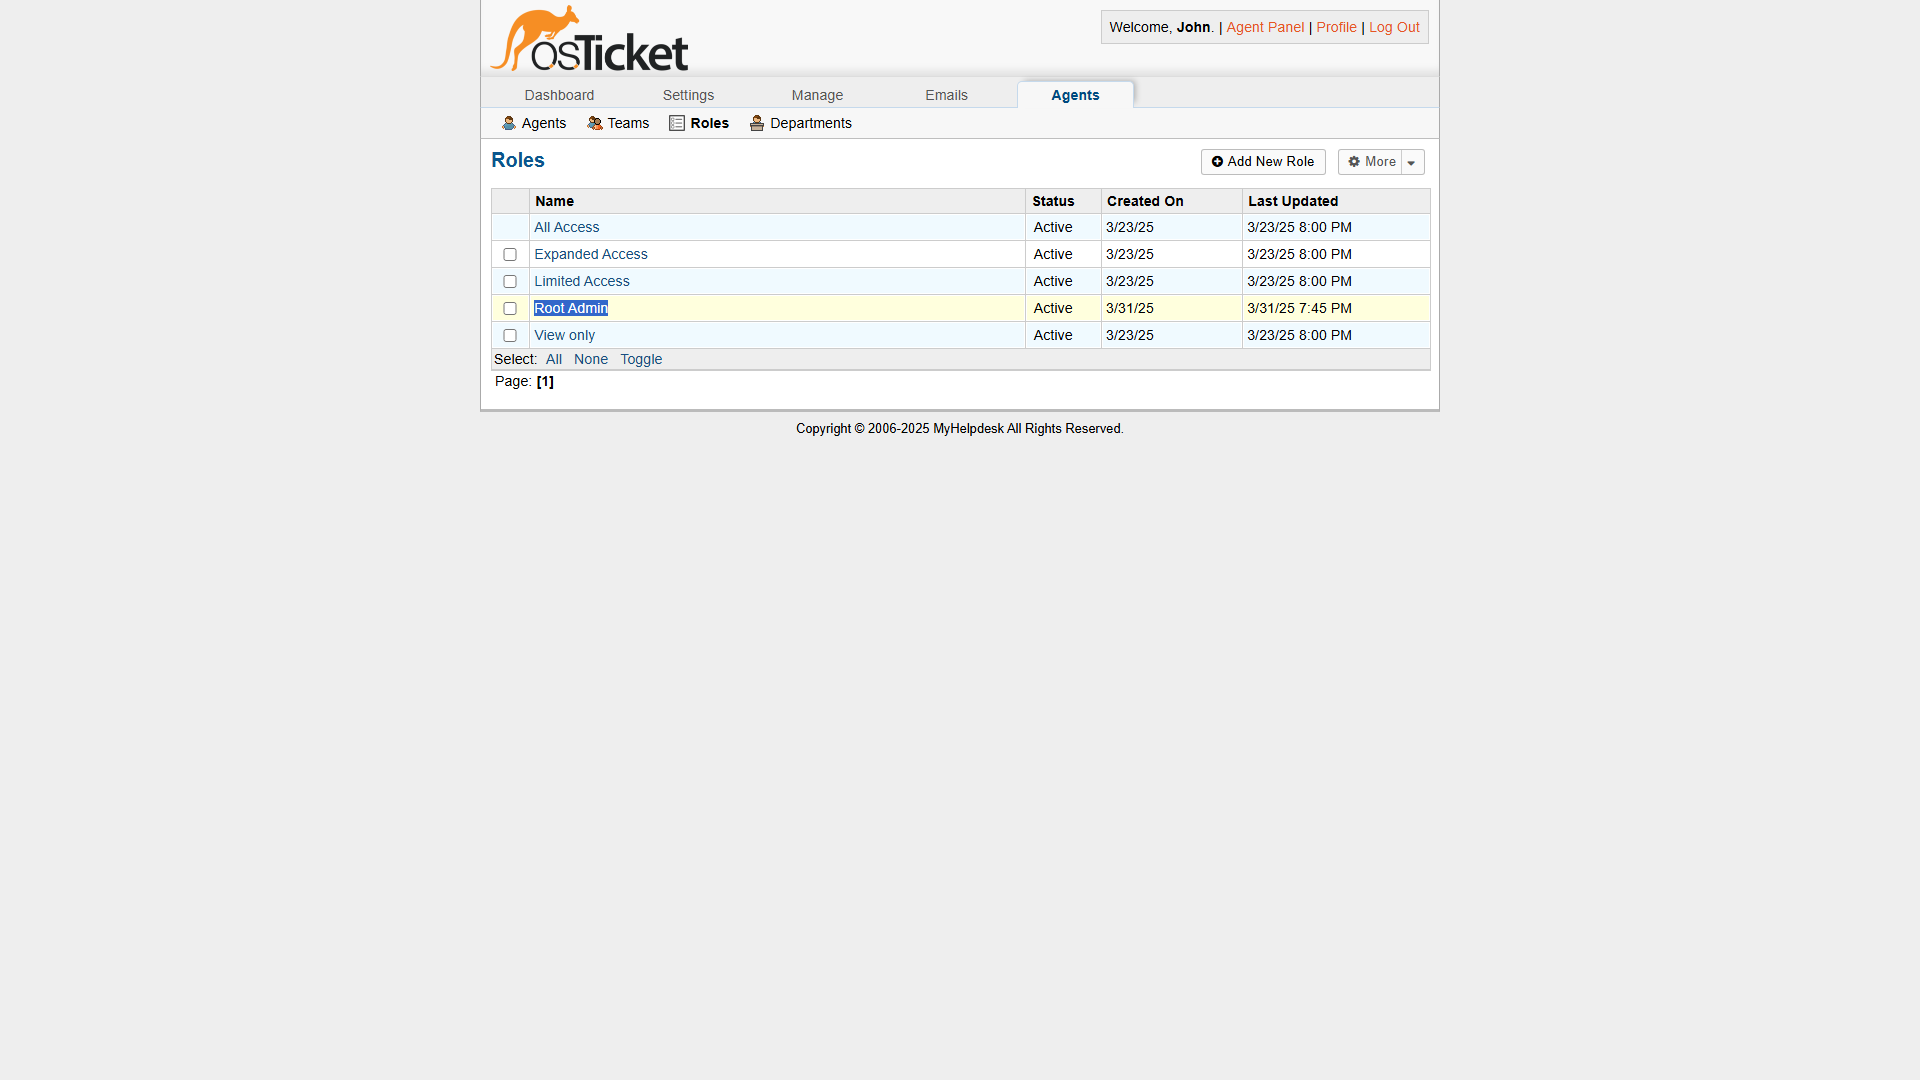 osTicket
Welcome, John. | Agent Panel | Profile | Log Out
Dashboard Settings Manage Emails Agents
Agents Teams Roles Departments
Roles Add New Role More
Name Status Created On Last Updated
All Access Active 3/23/25 3/23/25 8:00 PM
Expanded Access Active 3/23/25 3/23/25 8:00 PM
Limited Access Active 3/23/25 3/23/25 8:00 PM
Root Admin Active 3/31/25 3/31/25 7:45 PM
View only Active 3/23/25 3/23/25 8:00 PM
Select: All None Toggle
Page: [1]
Copyright © 2006-2025 MyHelpdesk All Rights Reserved.